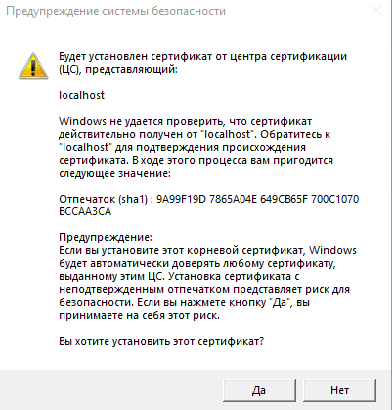 Предупреждение системы безопасности
Будет установлен сертификат от центра сертификации
(ЦС), представляющий:
localhost
Windows не удается проверить, что сертификат
действительно получен от "localhost". Обратитесь к
"localhost" для подтверждения происхождения
сертификата. В ходе этого процесса вам пригодится
следующее значение:
Отпечаток (sha1) : 9A99F19D 7865A04E 649CB65F 700C1070
ECCAA3CA
Предупреждение:
Если вы установите этот корневой сертификат, Windows
будет автоматически доверять любому сертификату,
выданному этим ЦС. Установка сертификата с
неподтвержденным отпечатком представляет риск для
безопасности. Если вы нажмете кнопку "Да", вы
принимаете на себя этот риск.
Вы хотите установить этот сертификат?
Да
Нет